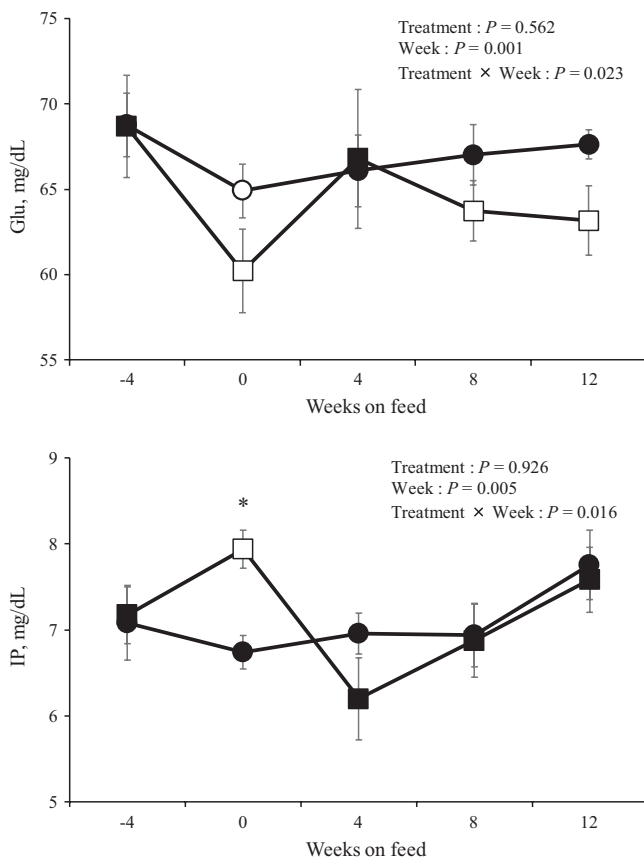 Treatment : P = 0.562
Week : P = 0.001
Treatment × Week : P = 0.023
75
70
65
60
55
Glu, mg/dL
-4 0 4 8 12
Weeks on feed
Treatment : P = 0.926
Week : P = 0.005
Treatment × Week : P = 0.016
9
8
7
6
5
*
IP, mg/dL
-4 0 4 8 12
Weeks on feed